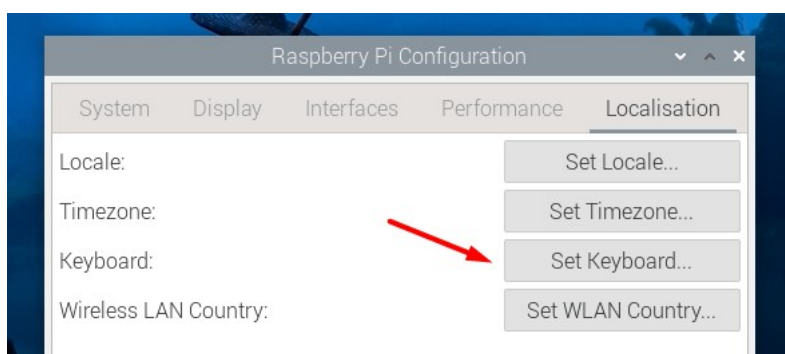 Raspberry Pi Configuration
System Display Interfaces Performance Localisation
Locale: Set Locale...
Timezone: Set Timezone...
Keyboard: Set Keyboard...
Wireless LAN Country: Set WLAN Country...